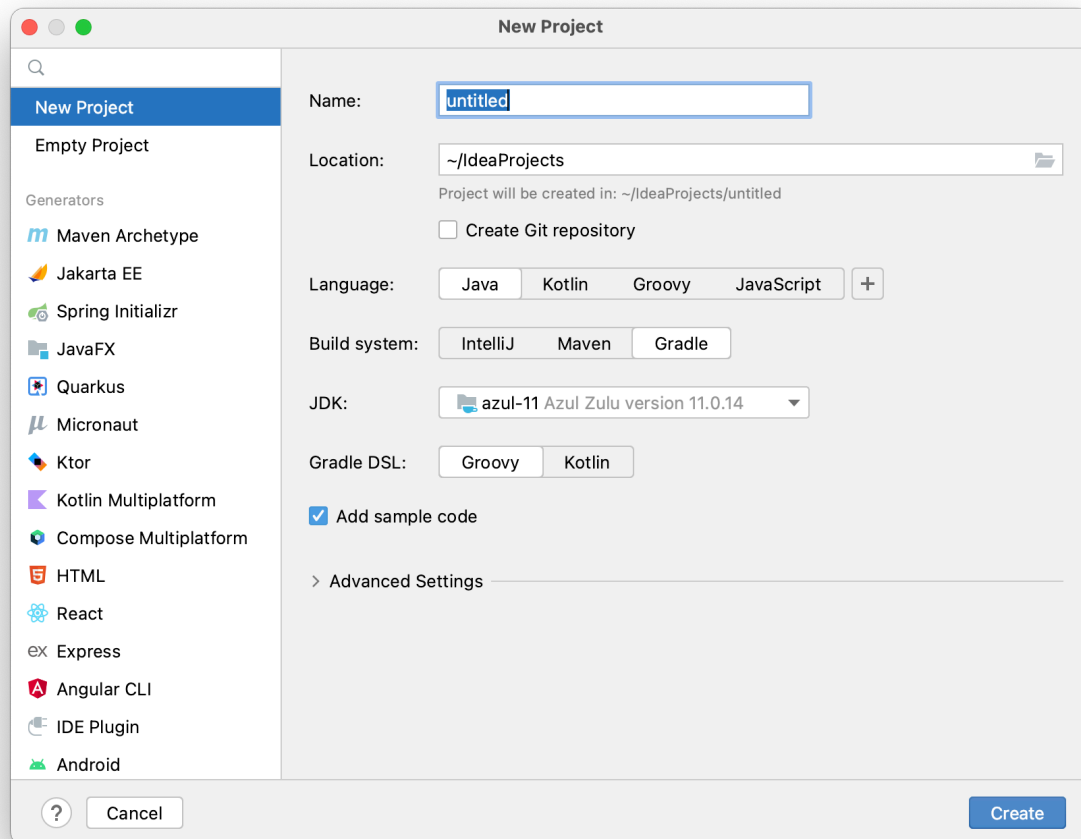 New Project
New Project
Empty Project
Generators
Maven Archetype
Jakarta EE
Spring Initializr
JavaFX
Quarkus
Micronaut
Ktor
Kotlin Multiplatform
Compose Multiplatform
HTML
React
ex Express
Angular CLI
IDE Plugin
Android
Name: untitled
Location: ~/IdeaProjects
Project will be created in: ~/IdeaProjects/untitled
Create Git repository
Language: Java Kotlin Groovy JavaScript +
Build system: IntelliJ Maven Gradle
JDK: azul-11 Azul Zulu version 11.0.14
Gradle DSL: Groovy Kotlin
Add sample code
Advanced Settings
? Cancel Create